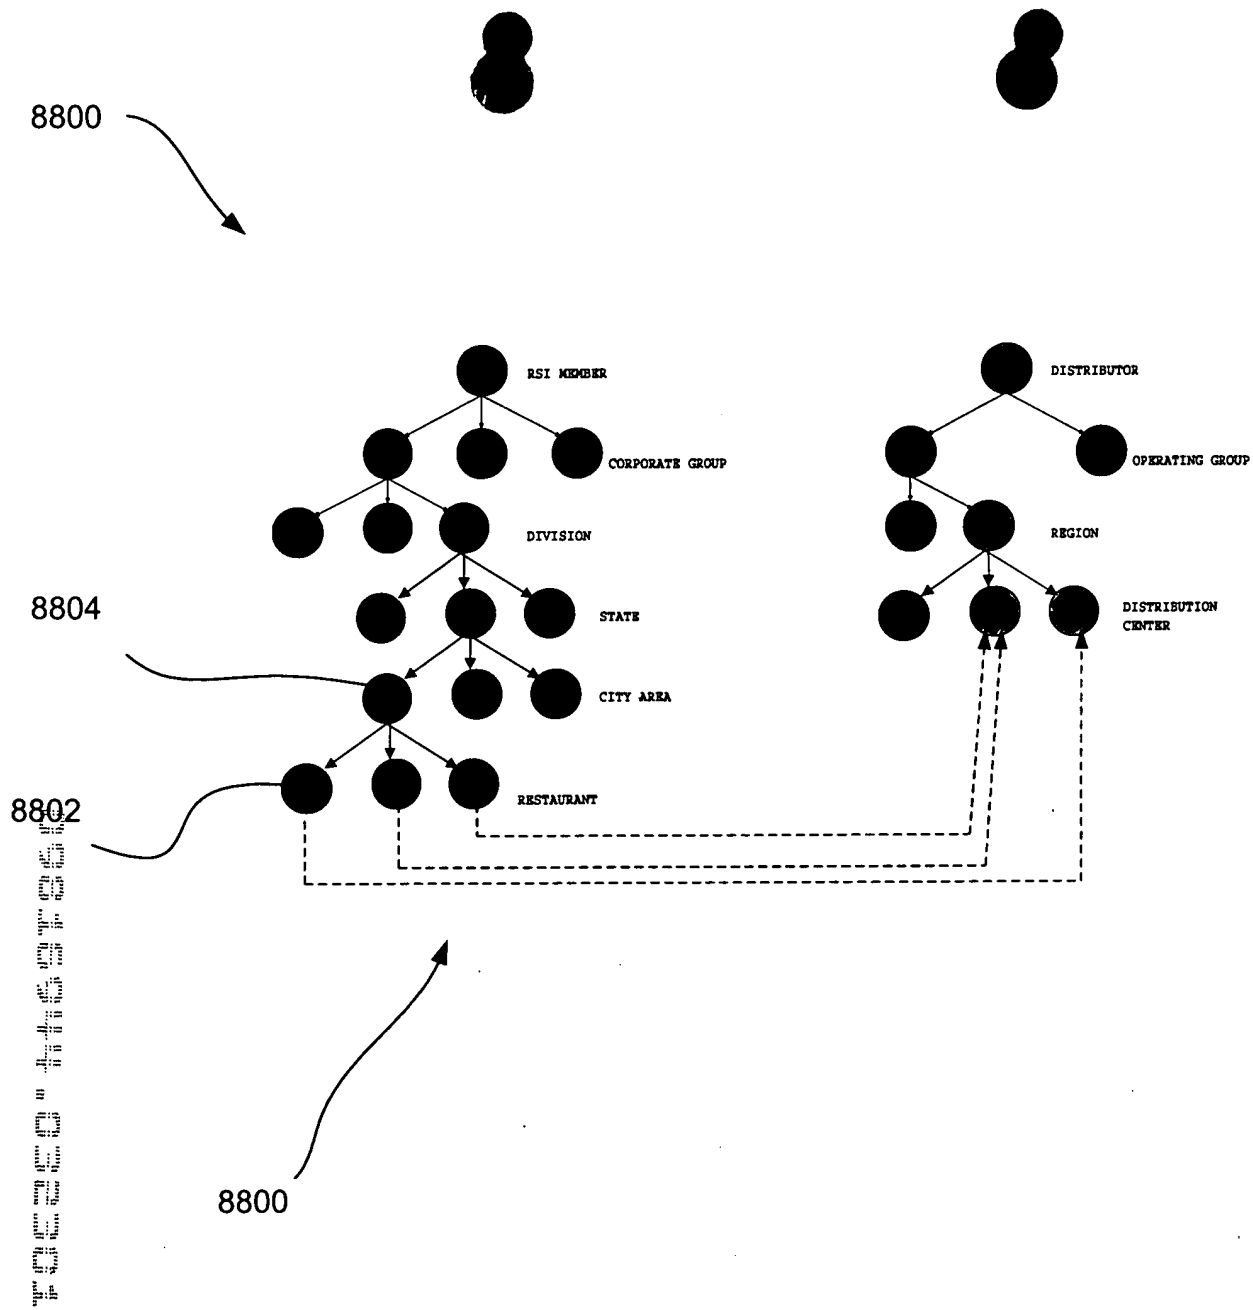 8800
RSI MEMBER
DISTRIBUTOR
CORPORATE GROUP
OPERATING GROUP
DIVISION
REGION
8804
STATE
DISTRIBUTION
CENTER
CITY AREA
8802
RESTAURANT
8800